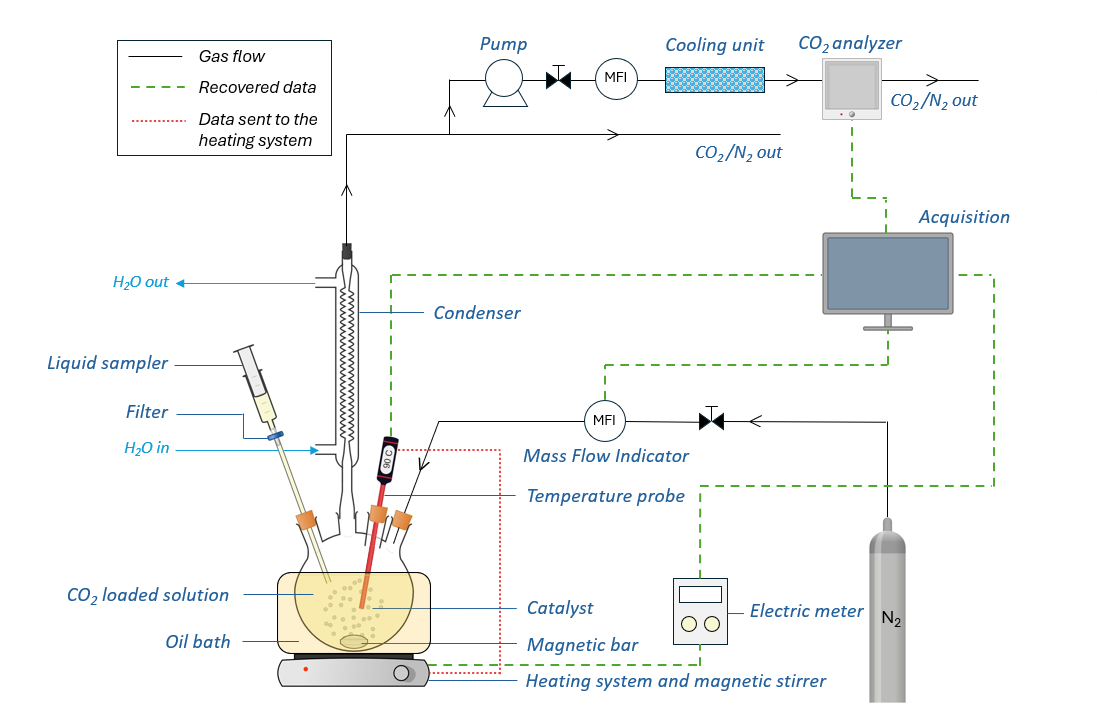 Gas flow
Recovered data
Data sent to the
heating system
Pump
MFI
Cooling unit
CO₂ analyzer
CO₂/N₂ out
CO₂/N₂ out
Acquisition
H₂O out
Condenser
Liquid sampler
Filter
H₂O in
90 C
MFI
Mass Flow Indicator
Temperature probe
CO₂ loaded solution
Oil bath
Catalyst
Magnetic bar
Heating system and magnetic stirrer
Electric meter
N₂